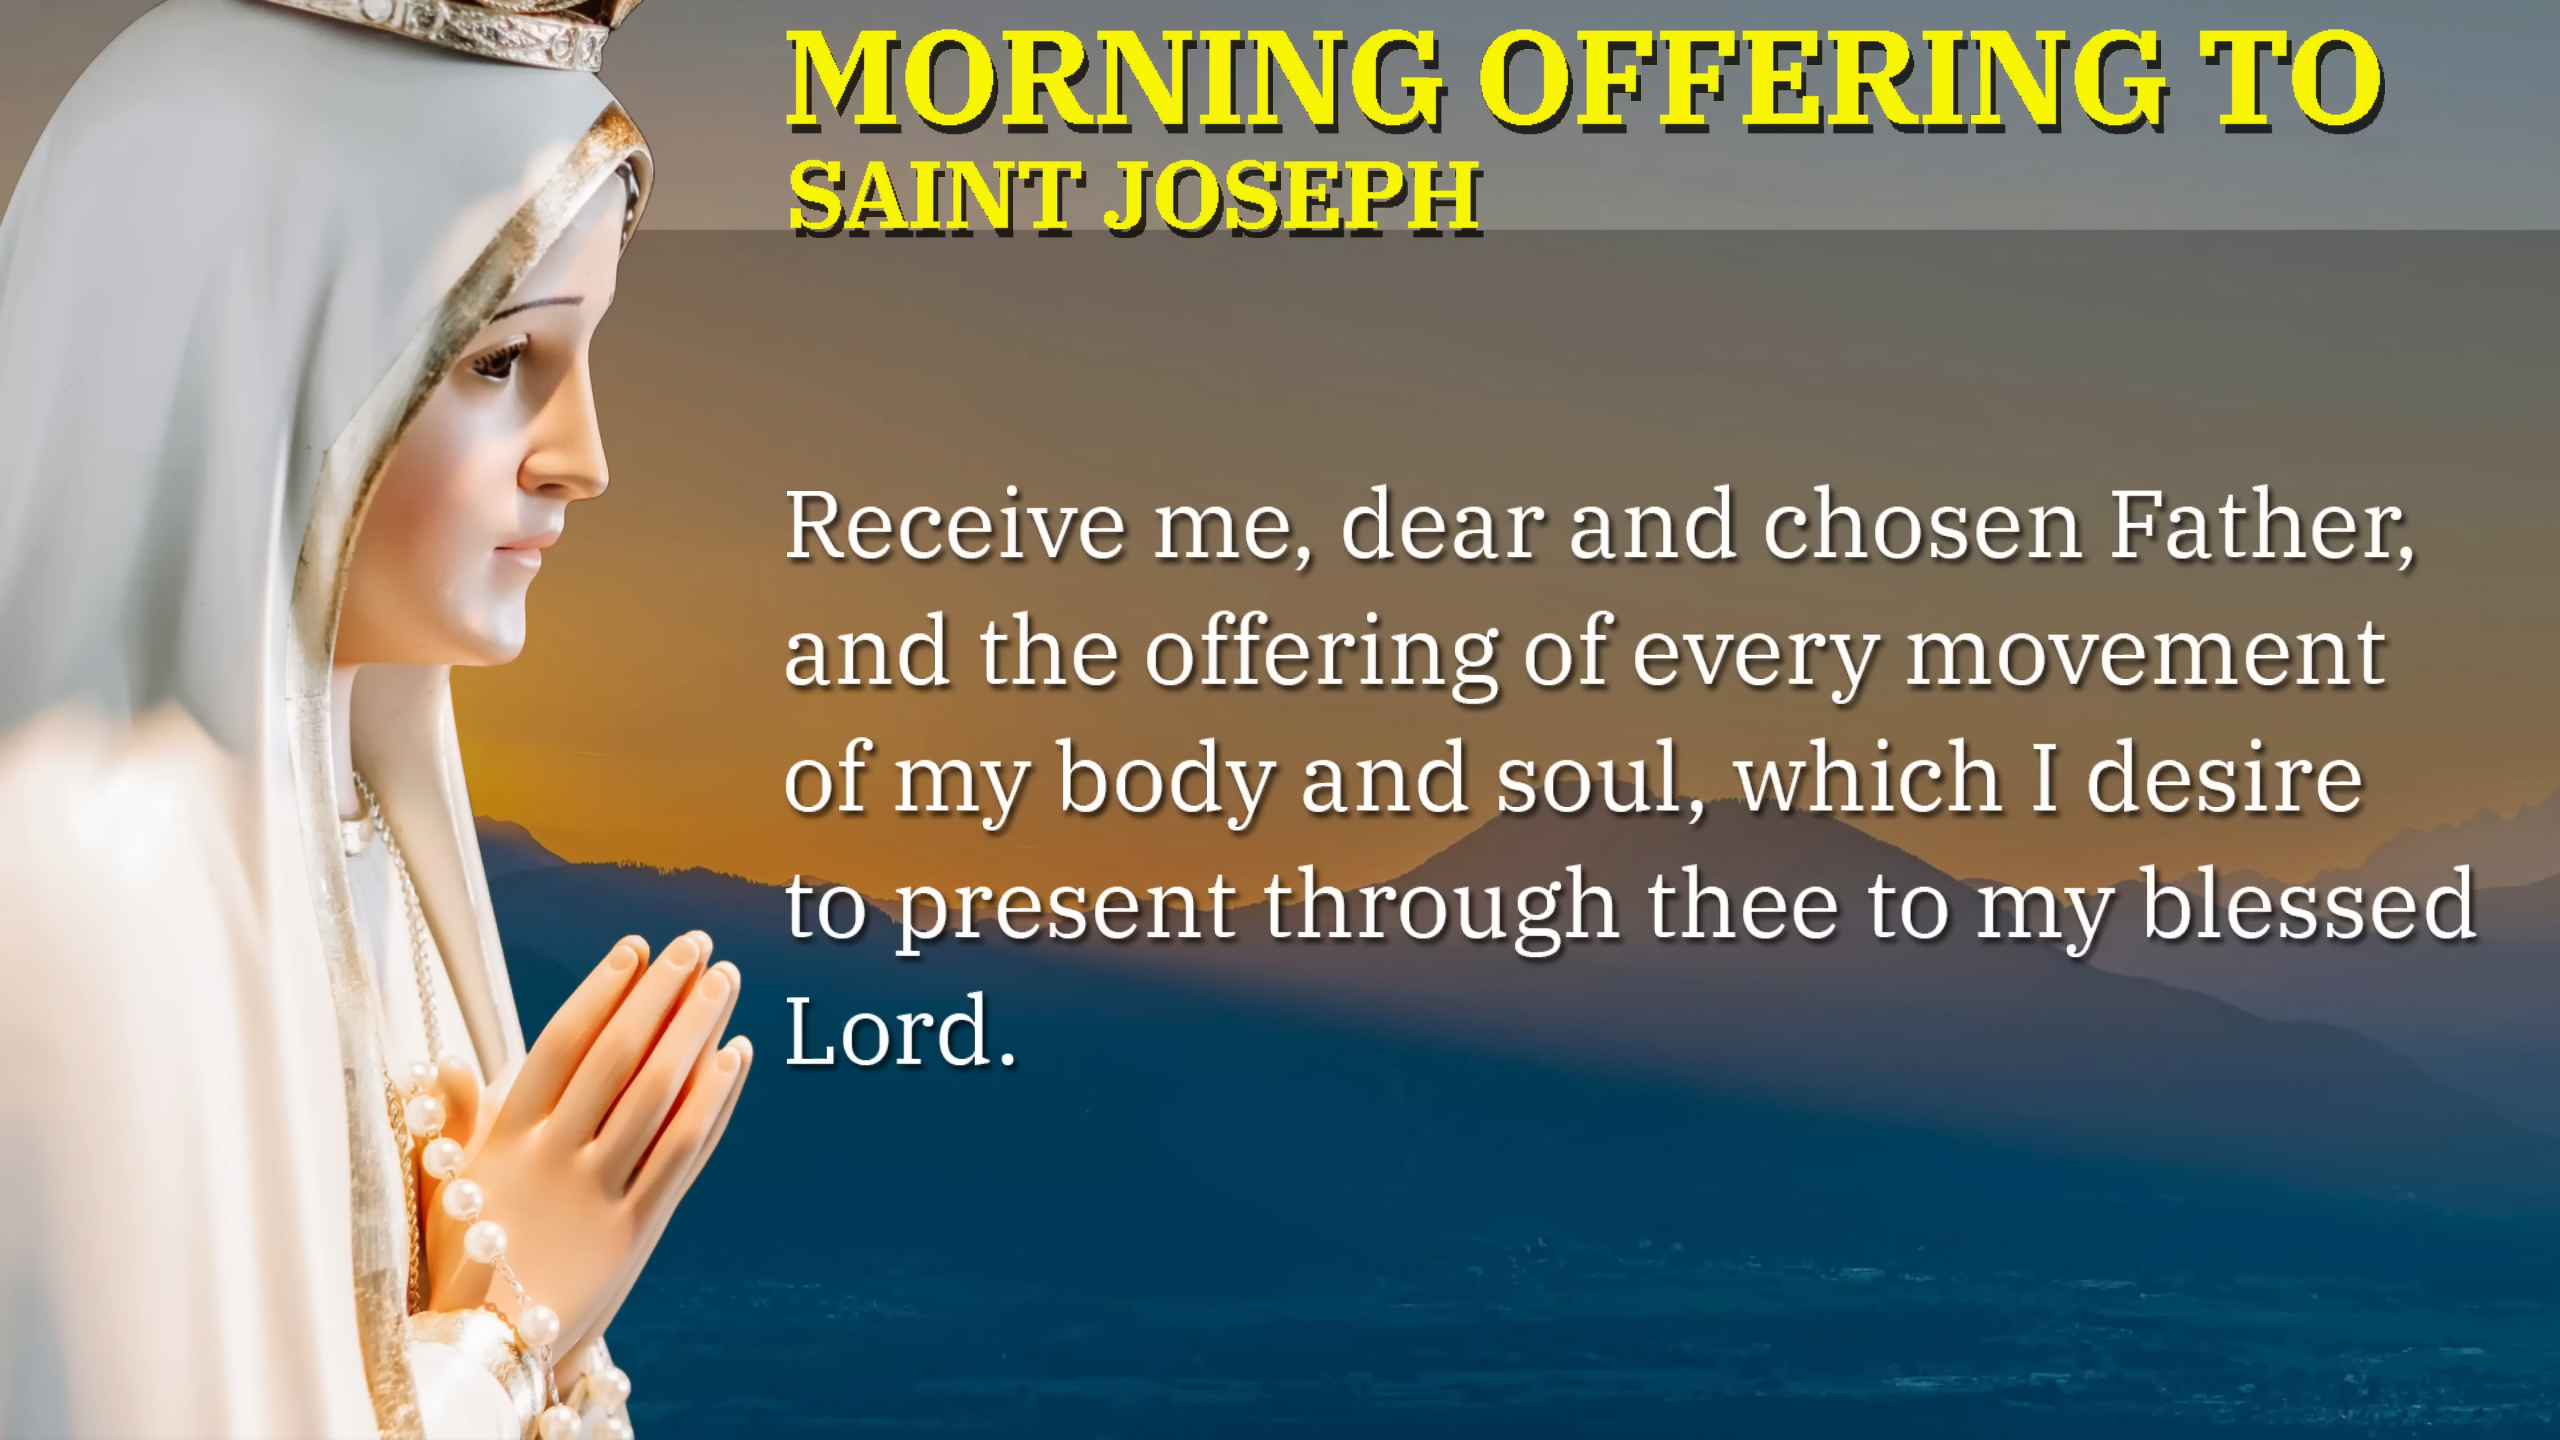 MORNING OFFERING TO
SAINT JOSEPH
Receive me, dear and chosen Father,
and the offering of every movement
of my body and soul, which I desire
to present through thee to my blessed
Lord.